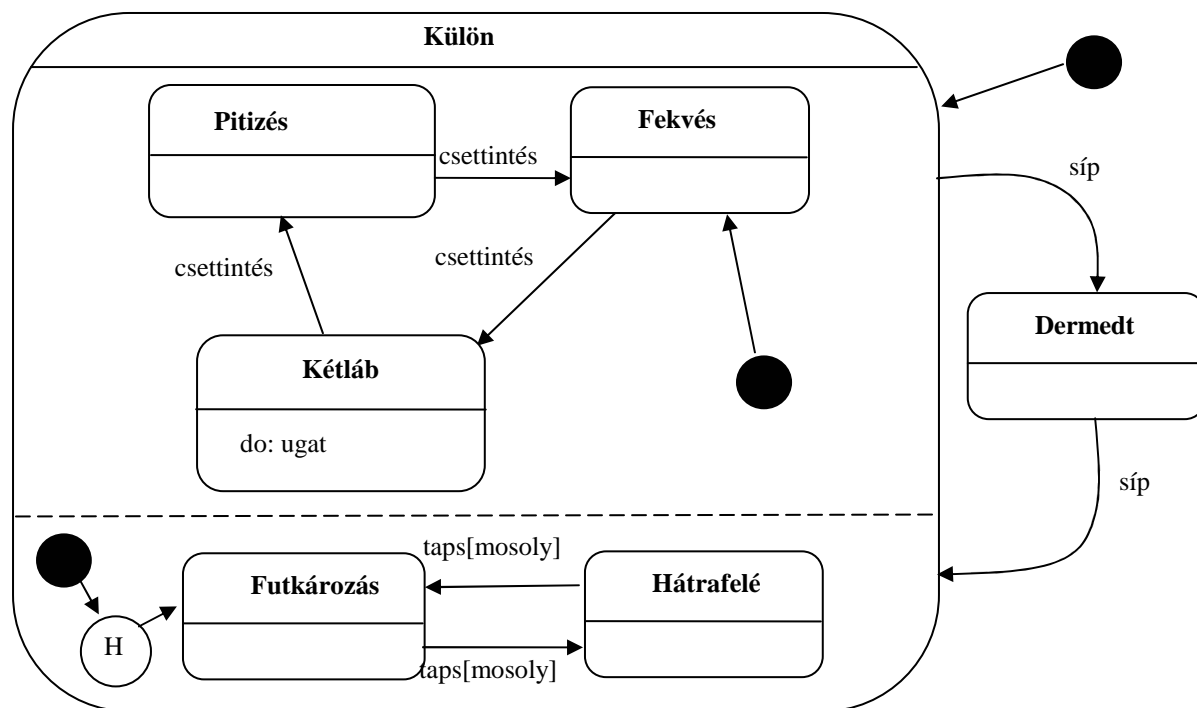 Külön
Pitizés
Fekvés
csettintés
síp
csettintés
csettintés
Dermedt
Kétláb
do: ugat
síp
taps[mosoly]
Futkározás
Hátrafelé
H
taps[mosoly]